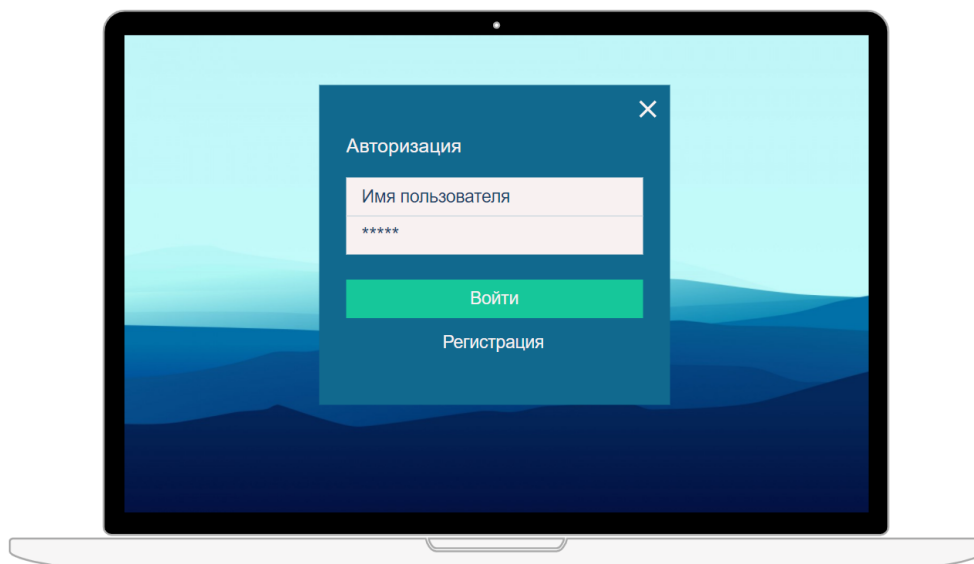 Авторизация
Имя пользователя
*****
Войти
Регистрация